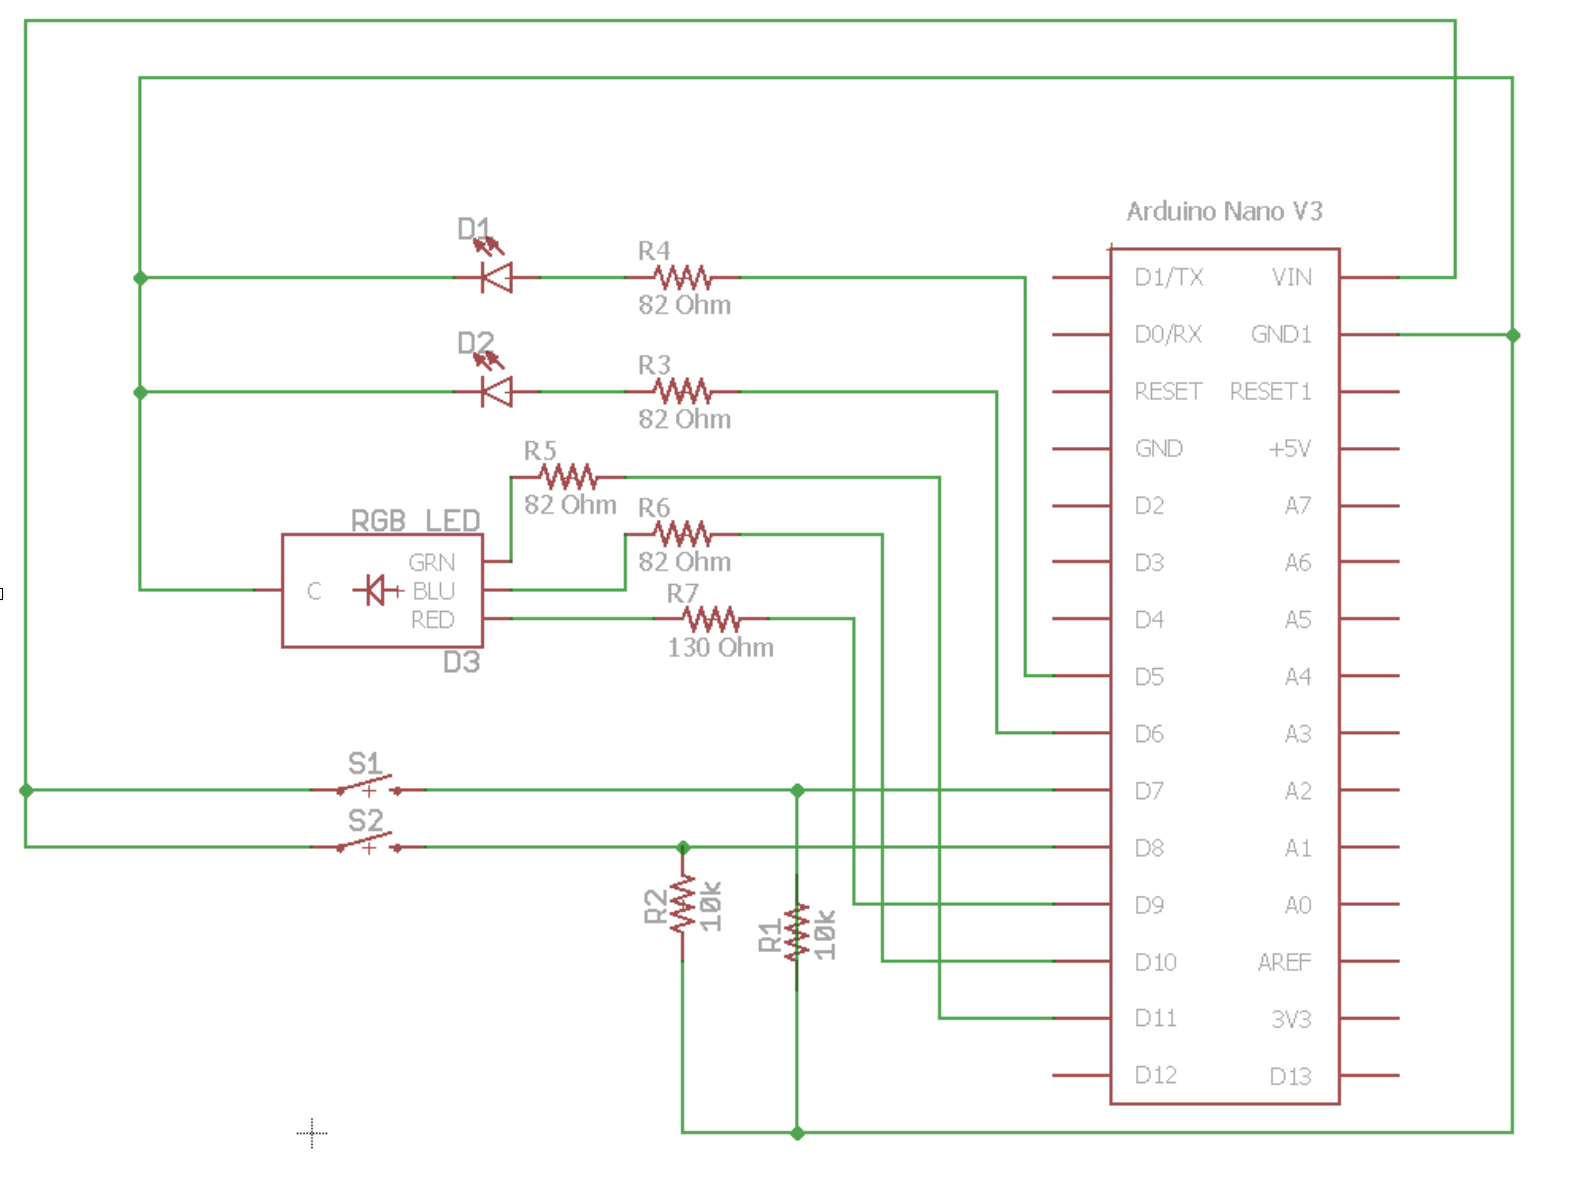 Arduino Nano V3
D1
R4
82 Ohm
D2
R3
82 Ohm
R5
82 Ohm
R6
82 Ohm
R7
130 Ohm
RGB LED
GRN
C
BLU
RED
D3
S1
S2
R2
10k
R1
10k
D1/TX VIN
D0/RX GND1
RESET RESET1
GND +5V
D2 A7
D3 A6
D4 A5
D5 A4
D6 A3
D7 A2
D8 A1
D9 A0
D10 AREF
D11 3V3
D12 D13